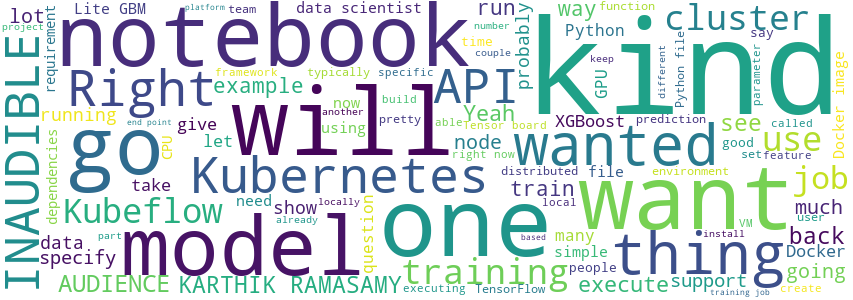 Lite GBM
platform
team
data scientist
run
way
function
project
lot
requirement
notebook
number
time
couple
probably
Python
cluster
say
kind
INAUDIBLE
Right
framework
typically
specific
example
API
GPU
keep
different
Python file
parameter
Docker image
running
end point
will
now
another
build
pretty
Yeah
XGBoost
prediction
called
give
using
able
Tensor board
see
good
use
go
CPU
let
node
wanted
right now
set
feature
dependencies
take
Kubernetes
distributed
file
environment
job
Kubeflow
need
show
locally
one
train
local
want
VM
user
much
question
already
many
install
data
model
part
based
simple
thing
back
specify
training
people
Docker
AUDIENCE
KARTHIK RAMASAMY
executing
TensorFlow
execute
support
training job
going
create